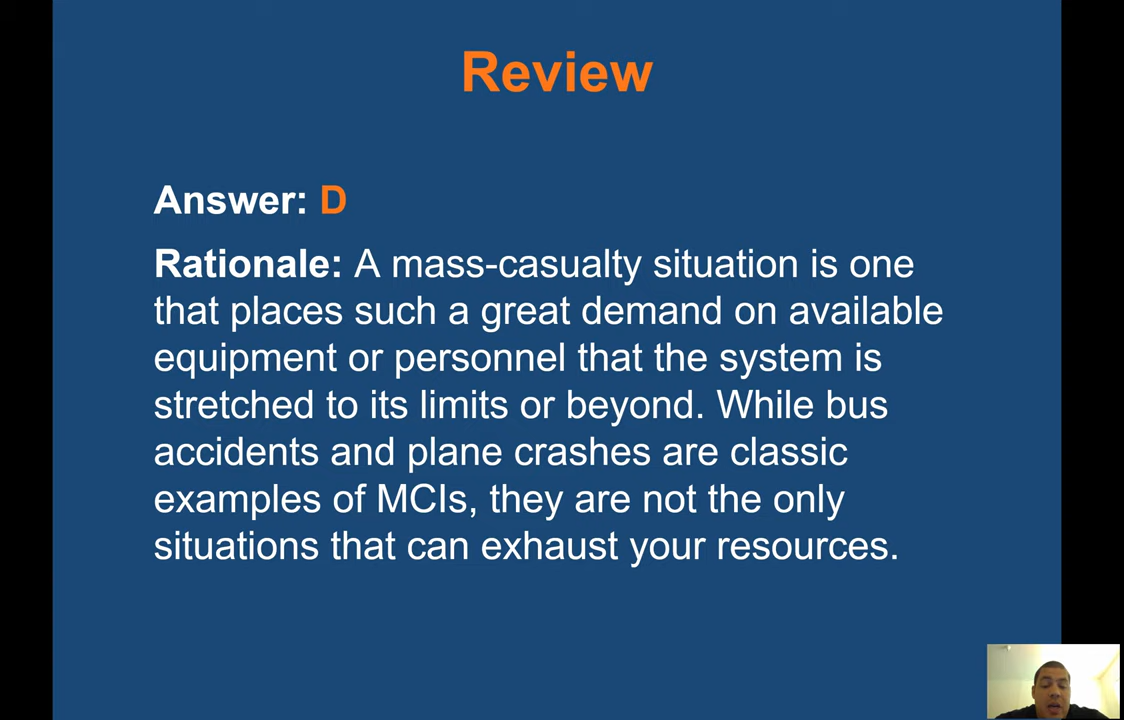 Review
Answer: D
Rationale: A mass-casualty situation is one
that places such a great demand on available
equipment or personnel that the system is
stretched to its limits or beyond. While bus
accidents and plane crashes are classic
examples of MCIs, they are not the only
situations that can exhaust your resources.